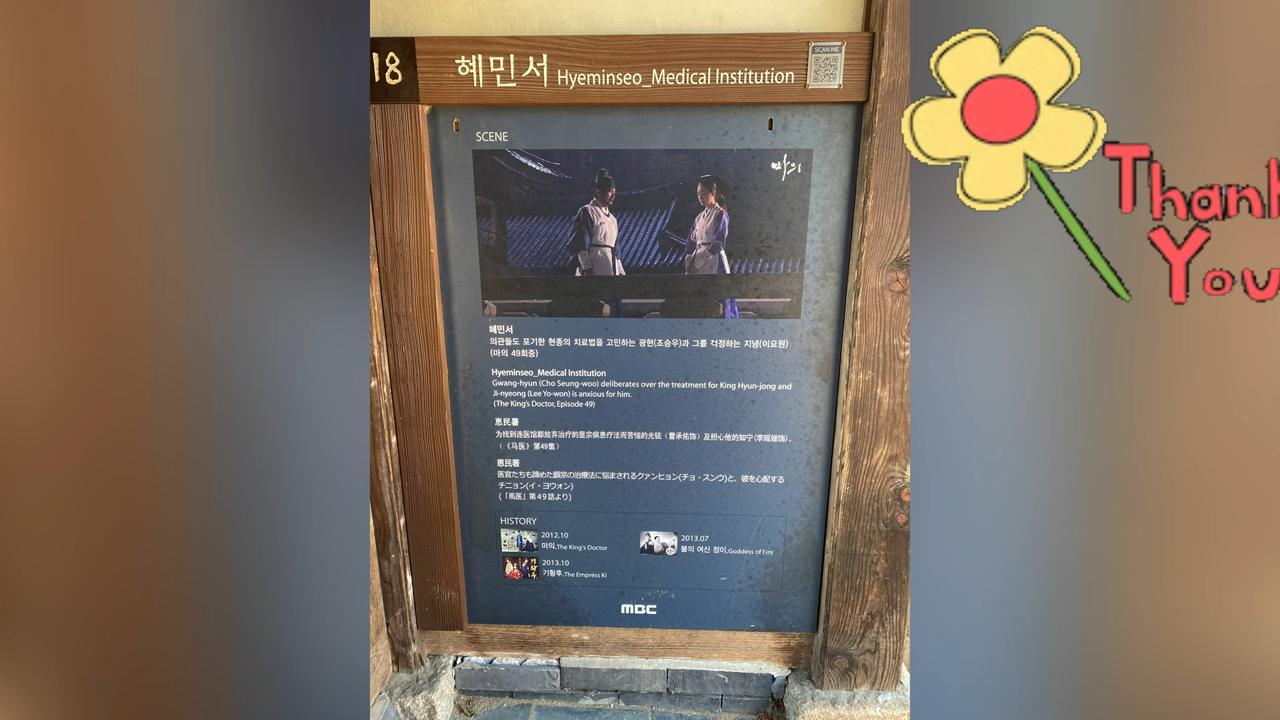 18
혜민서 Hyeminseo_Medical Institution
SCAN ME
SCENE
마의
혜민서
의관들도 포기한 현종의 치료법을 고민하는 광현(조승우)과 그를 걱정하는 지녕(이요원)
(마의 49회중)
Hyeminseo_Medical Institution
Gwang-hyun (Cho Seung-woo) deliberates over the treatment for King Hyun-jong and
Ji-nyeong (Lee Yo-won) is anxious for him.
(The King's Doctor, Episode 49)
惠民署
为找到连医馆都放弃治疗的显宗病患疗法而苦恼的光铉（曹承佑饰）及担心他的知宁(李瑶媛饰)。
（《马医》第49集）
恵民署
医官たちも諦めた顕宗の治療法に悩まされるクァンヒョン(チョ・スンウ)と、彼を心配する
チニョン(イ・ヨウォン)
(「馬医」第49話より)
HISTORY
2012.10
마의,The King's Doctor
2013.07
불의 여신 정이,Goddess of Fire
2013.10
기황후,The Empress Ki
MBC
Thank
You